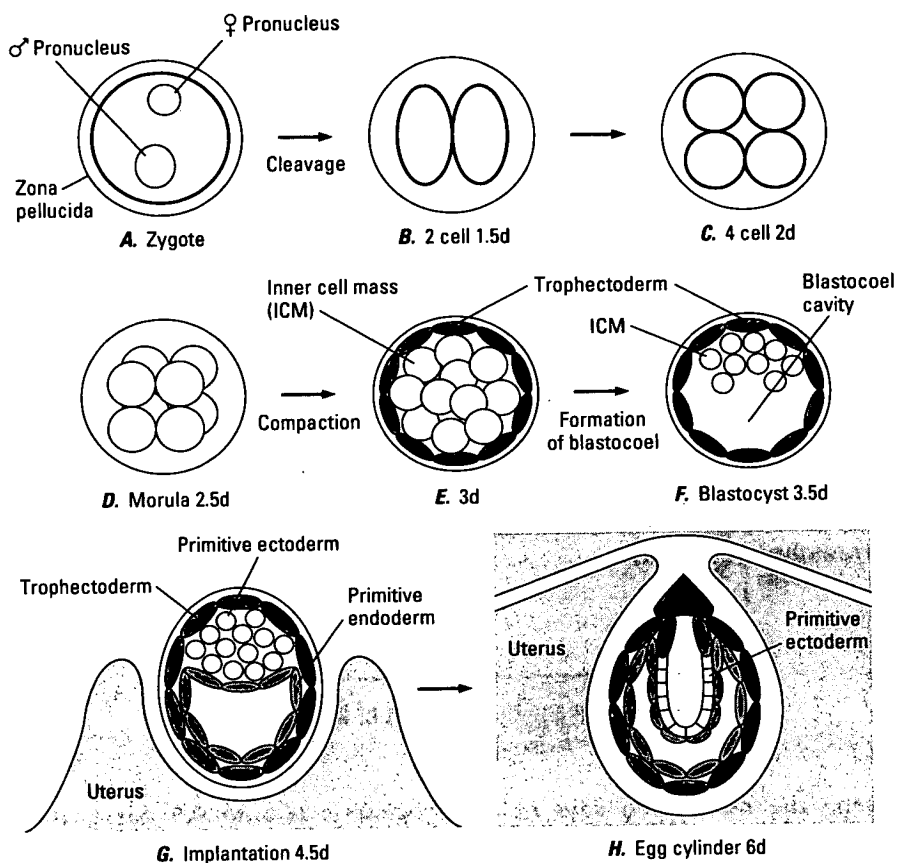 ♀ Pronucleus
♂ Pronucleus
Zona
pellucida
Cleavage
A. Zygote
B. 2 cell 1.5d
C. 4 cell 2d
Inner cell mass
(ICM)
Trophectoderm
Blastocoel
cavity
ICM
Compaction
Formation
of blastocoel
D. Morula 2.5d
E. 3d
F. Blastocyst 3.5d
Primitive ectoderm
Trophectoderm
Primitive
endoderm
Uterus
G. Implantation 4.5d
Uterus
Primitive
ectoderm
H. Egg cylinder 6d